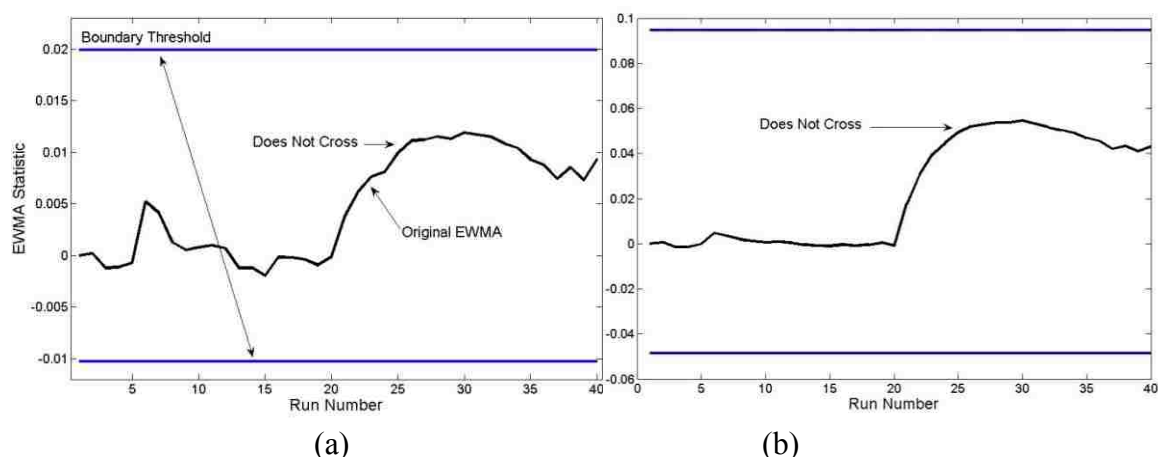 Boundary Threshold
0.02
0.015
0.01
0.005
0
-0.005
-0.01
EWMA Statistic
Does Not Cross
Original EWMA
5 10 15 20 25 30 35 40
Run Number
(a)
0.1
0.08
0.06
0.04
0.02
0
-0.02
-0.04
-0.06
Does Not Cross
0 5 10 15 20 25 30 35 40
Run Number
(b)